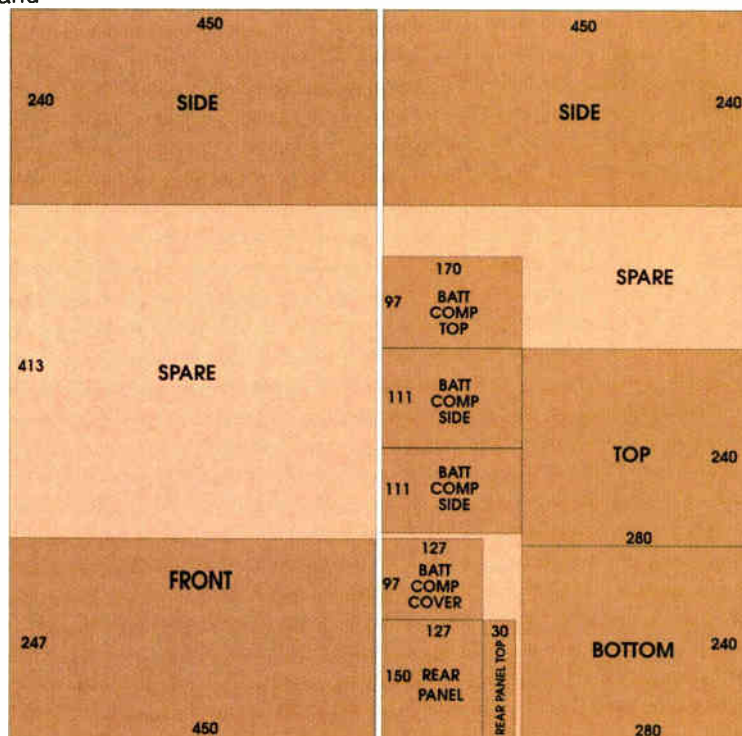 and
450
240 SIDE
413 SPARE
FRONT
247
450
450
SIDE 240
SPARE
170
97 BATT
COMP
TOP
111 BATT
COMP
SIDE
111 BATT
COMP
SIDE
TOP 240
280
127
97 BATT
COMP
COVER
127
150 REAR
PANEL
30
REAR PANEL TOP
BOTTOM 240
280